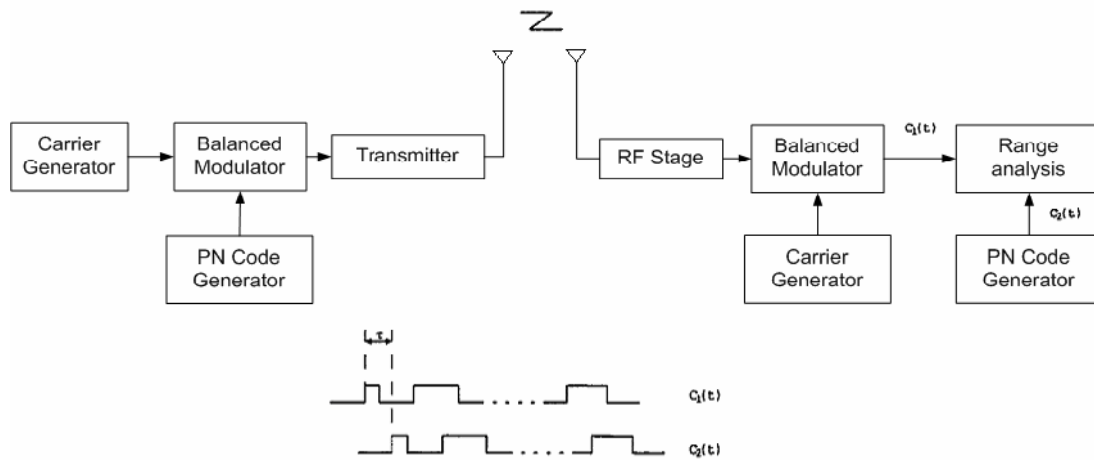 Carrier
Generator
Balanced
Modulator
Transmitter
RF Stage
Balanced
Modulator
C₁(t)
Range
analysis
PN Code
Generator
Carrier
Generator
C₂(t)
PN Code
Generator
τ
C₁(t)
C₂(t)